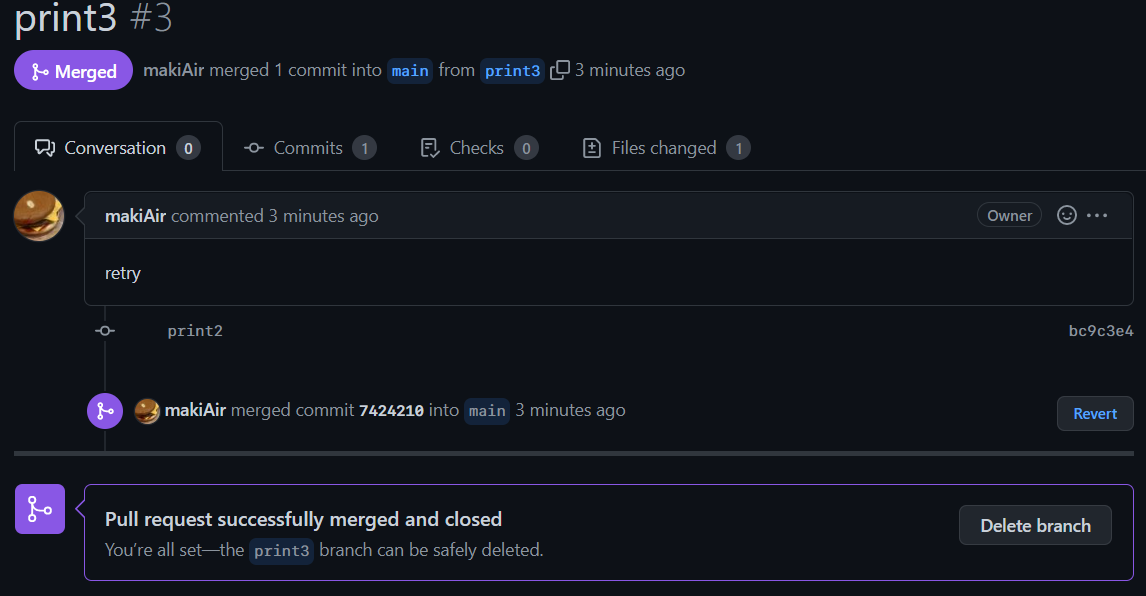 print3 #3
Merged makiAir merged 1 commit into main from print3 3 minutes ago
Conversation 0 Commits 1 Checks 0 Files changed 1
makiAir commented 3 minutes ago Owner
retry
print2 bc9c3e4
makiAir merged commit 7424210 into main 3 minutes ago Revert
Pull request successfully merged and closed
You’re all set—the print3 branch can be safely deleted.
Delete branch